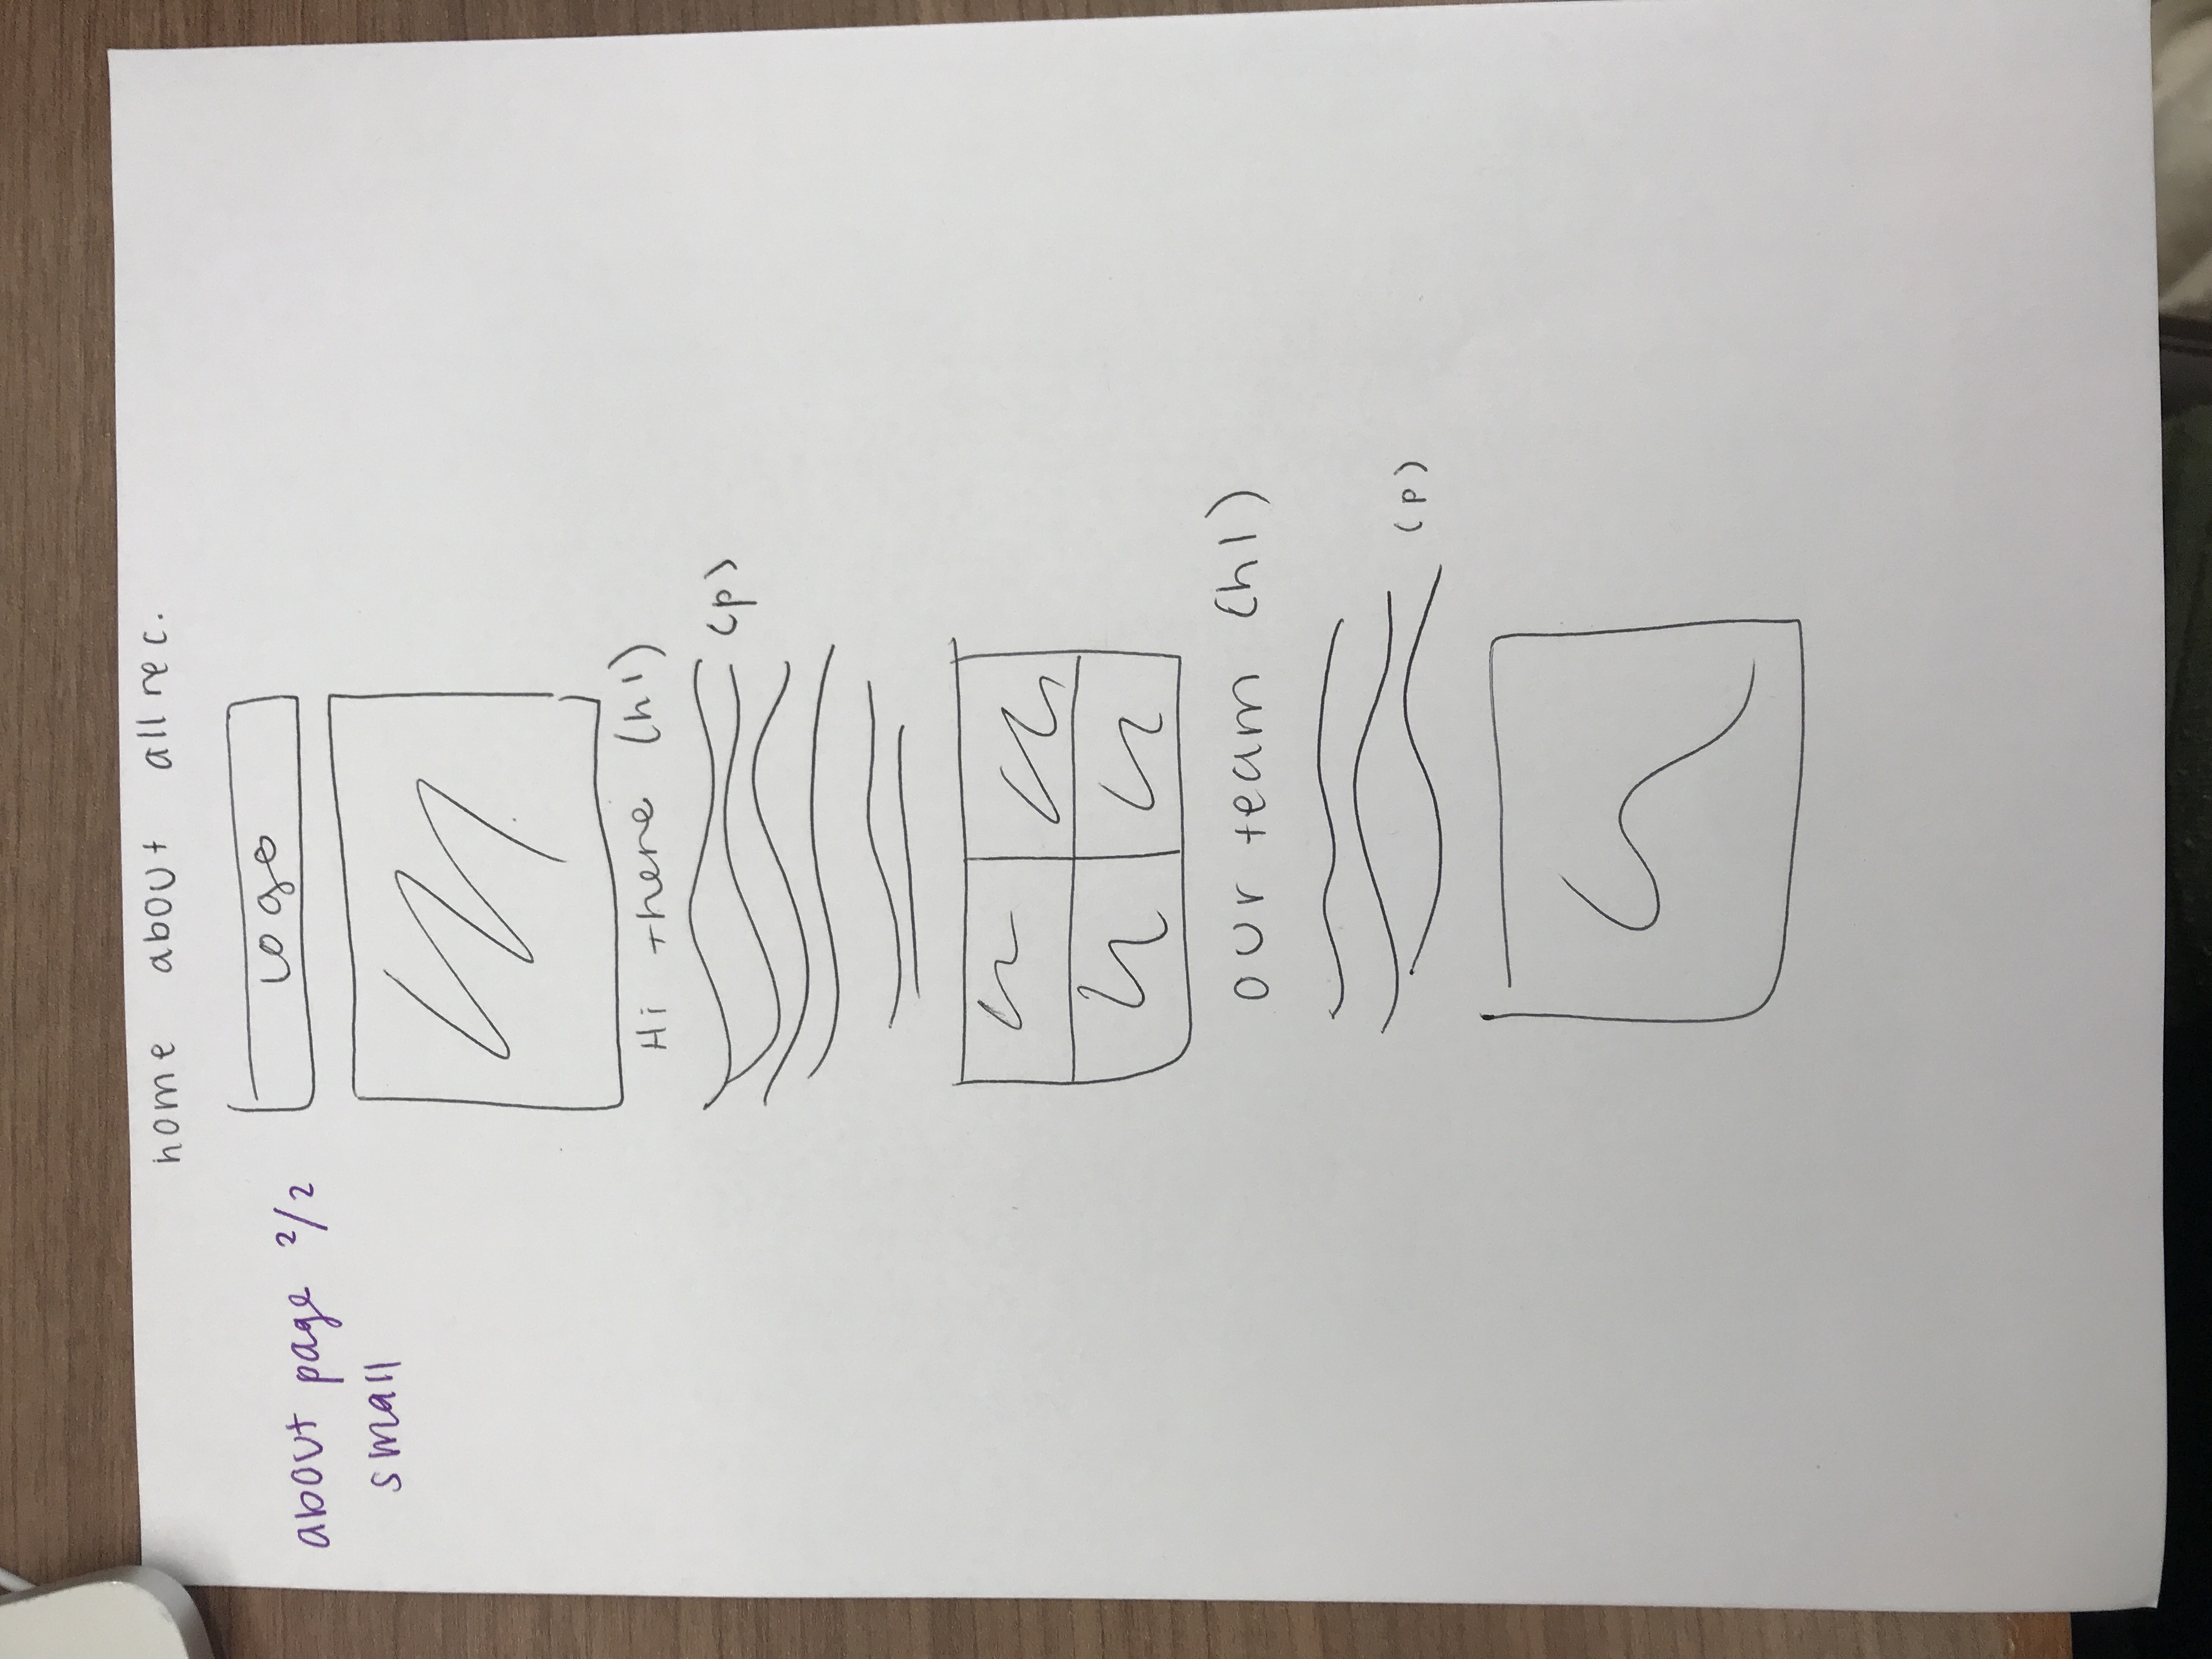 home about all rec.
logo
about page 2/2
small
Hi there (h1)
(p)
our team (h1)
(p)